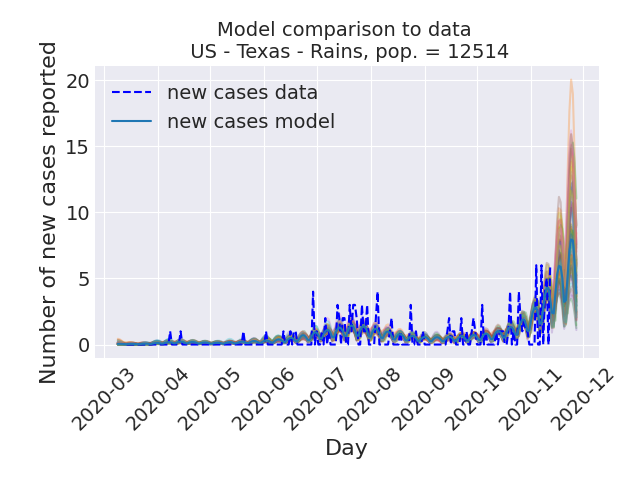 Model comparison to data
US - Texas - Rains, pop. = 12514
Number of new cases reported
20
15
10
5
0
new cases data
new cases model
2020-03
2020-04
2020-05
2020-06
2020-07
2020-08
2020-09
2020-10
2020-11
2020-12
Day